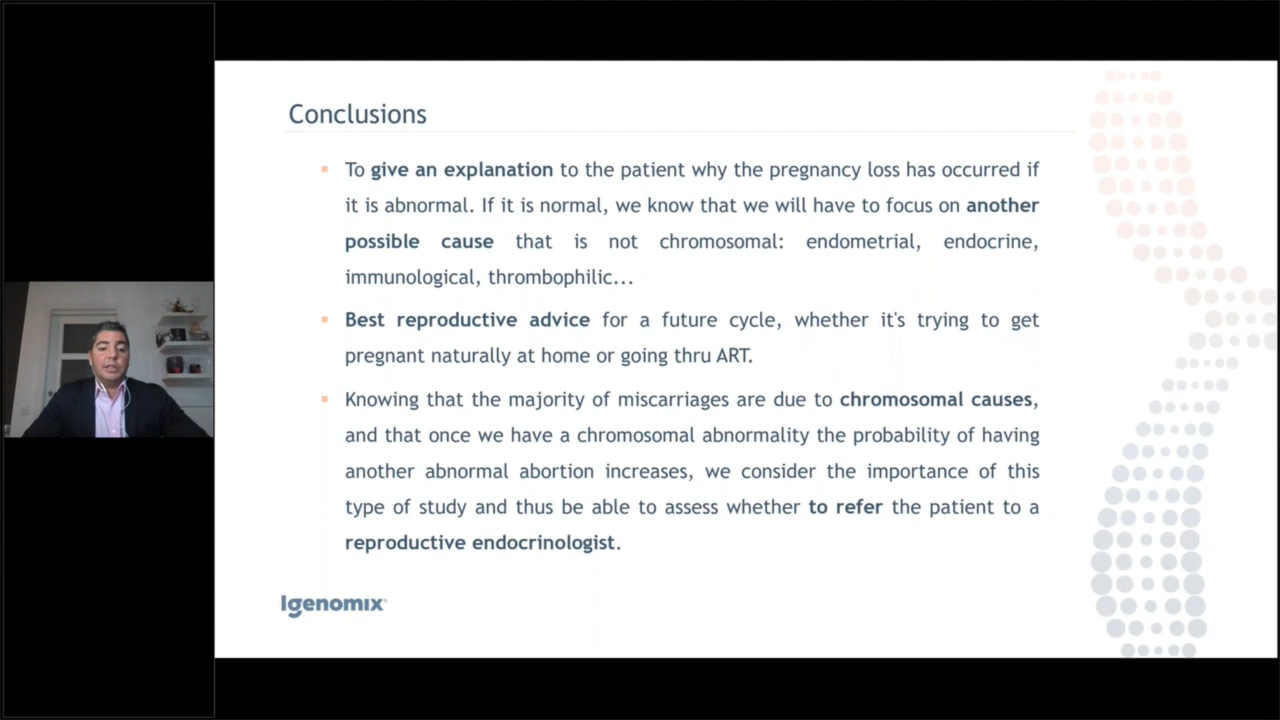 Conclusions
To give an explanation to the patient why the pregnancy loss has occurred if
it is abnormal. If it is normal, we know that we will have to focus on another
possible cause that is not chromosomal: endometrial, endocrine,
immunological, thrombophilic...
Best reproductive advice for a future cycle, whether it's trying to get
pregnant naturally at home or going thru ART.
Knowing that the majority of miscarriages are due to chromosomal causes,
and that once we have a chromosomal abnormality the probability of having
another abnormal abortion increases, we consider the importance of this
type of study and thus be able to assess whether to refer the patient to a
reproductive endocrinologist.
Igenomix